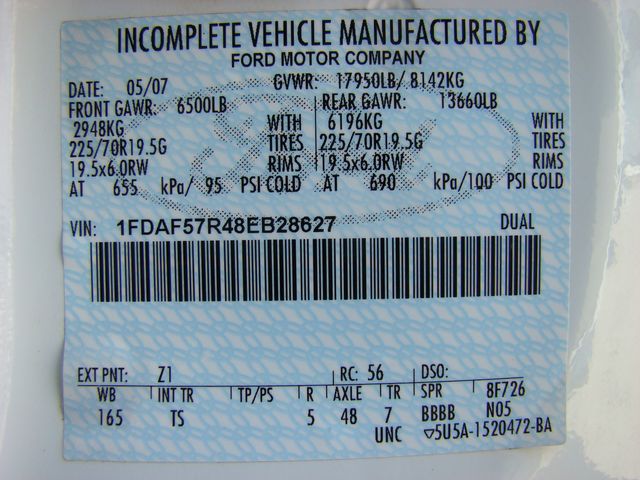 INCOMPLETE VEHICLE MANUFACTURED BY
FORD MOTOR COMPANY
DATE: 05/07 GVWR: 17950LB/ 8142KG
FRONT GAWR: 6500LB REAR GAWR: 13660LB
2948KG WITH 6196KG WITH
225/70R19.5G TIRES 225/70R19.5G TIRES
19.5x6.0RW RIMS 19.5x6.0RW RIMS
AT 655 kPa/ 95 PSI COLD AT 690 kPa/100 PSI COLD
VIN: 1FDAF57R48EB28627 DUAL
EXT PNT: Z1 RC: 56 DSO:
WB INT TR TP/PS R AXLE TR SPR 8F726
165 TS 5 48 7 BBBB N05
UNC ▽5U5A-1520472-BA